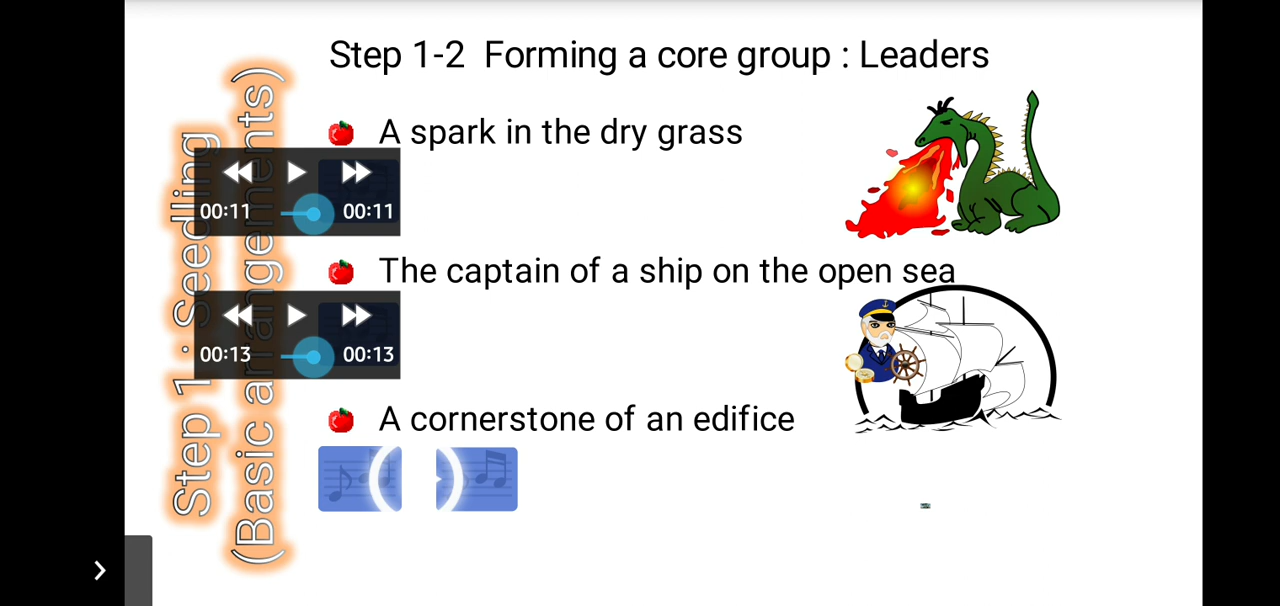 Step 1-2 Forming a core group : Leaders
A spark in the dry grass
00:11 00:11
The captain of a ship on the open sea
00:13 00:13
A cornerstone of an edifice
Step 1 : Seedling
(Basic arrangements)